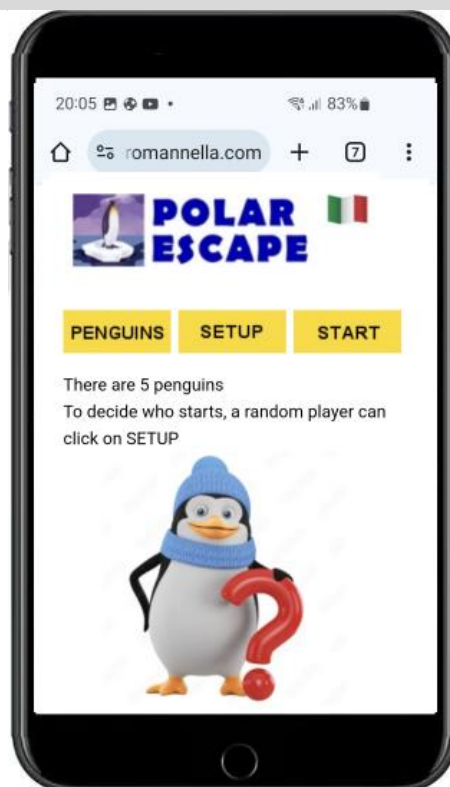 20:05
83%
romannella.com
7
POLAR
ESCAPE
PENGUINS SETUP START
There are 5 penguins
To decide who starts, a random player can
click on SETUP
?